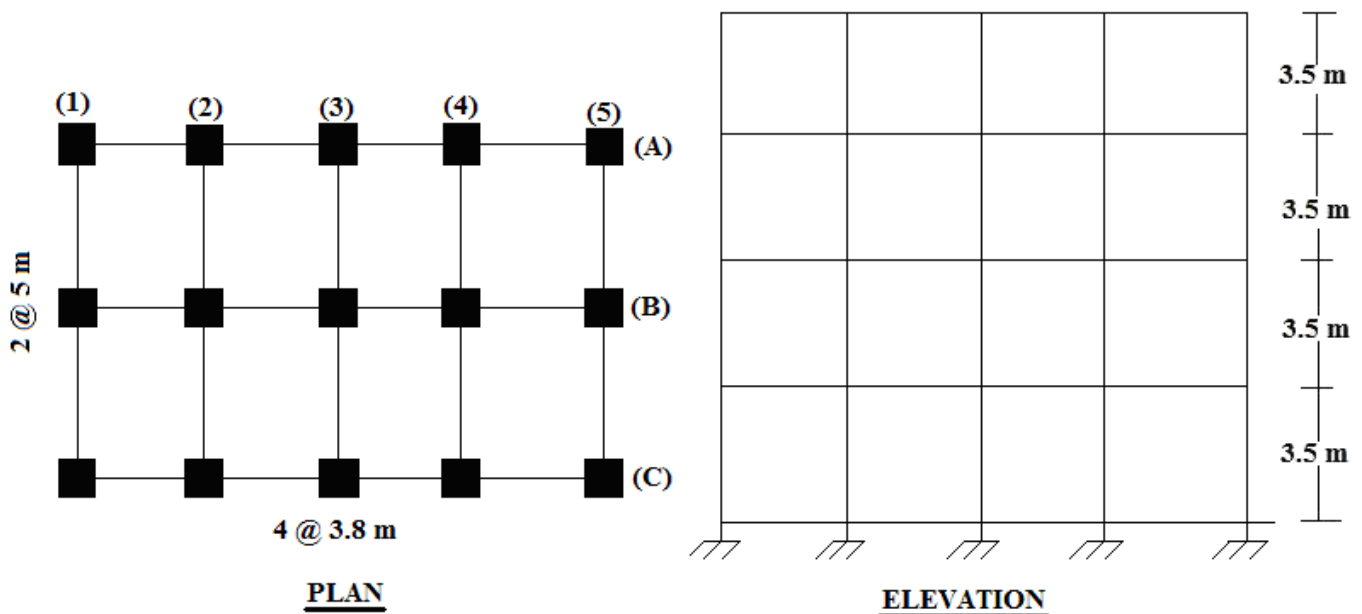 (1)
(2)
(3)
(4)
(5)
(A)
(B)
(C)
2 @ 5 m
4 @ 3.8 m
PLAN
3.5 m
3.5 m
3.5 m
3.5 m
ELEVATION